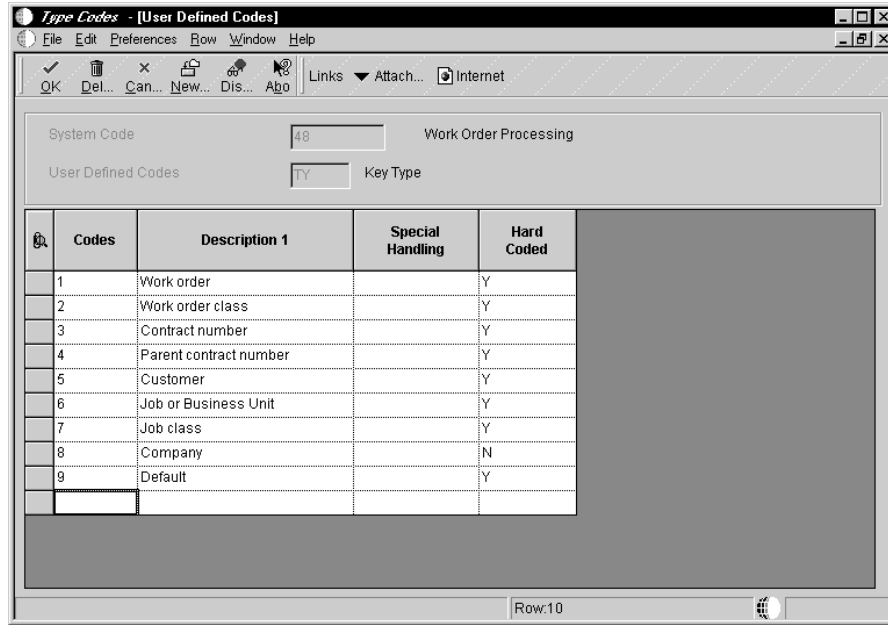 Type Codes - [User Defined Codes]
File Edit Preferences Row Window Help
OK Del... Can... New... Dis... Abo Links Attach... Internet
System Code 48 Work Order Processing
User Defined Codes TY Key Type
Codes Description 1 Special Handling Hard Coded
1 Work order Y
2 Work order class Y
3 Contract number Y
4 Parent contract number Y
5 Customer Y
6 Job or Business Unit Y
7 Job class Y
8 Company N
9 Default Y
Row:10